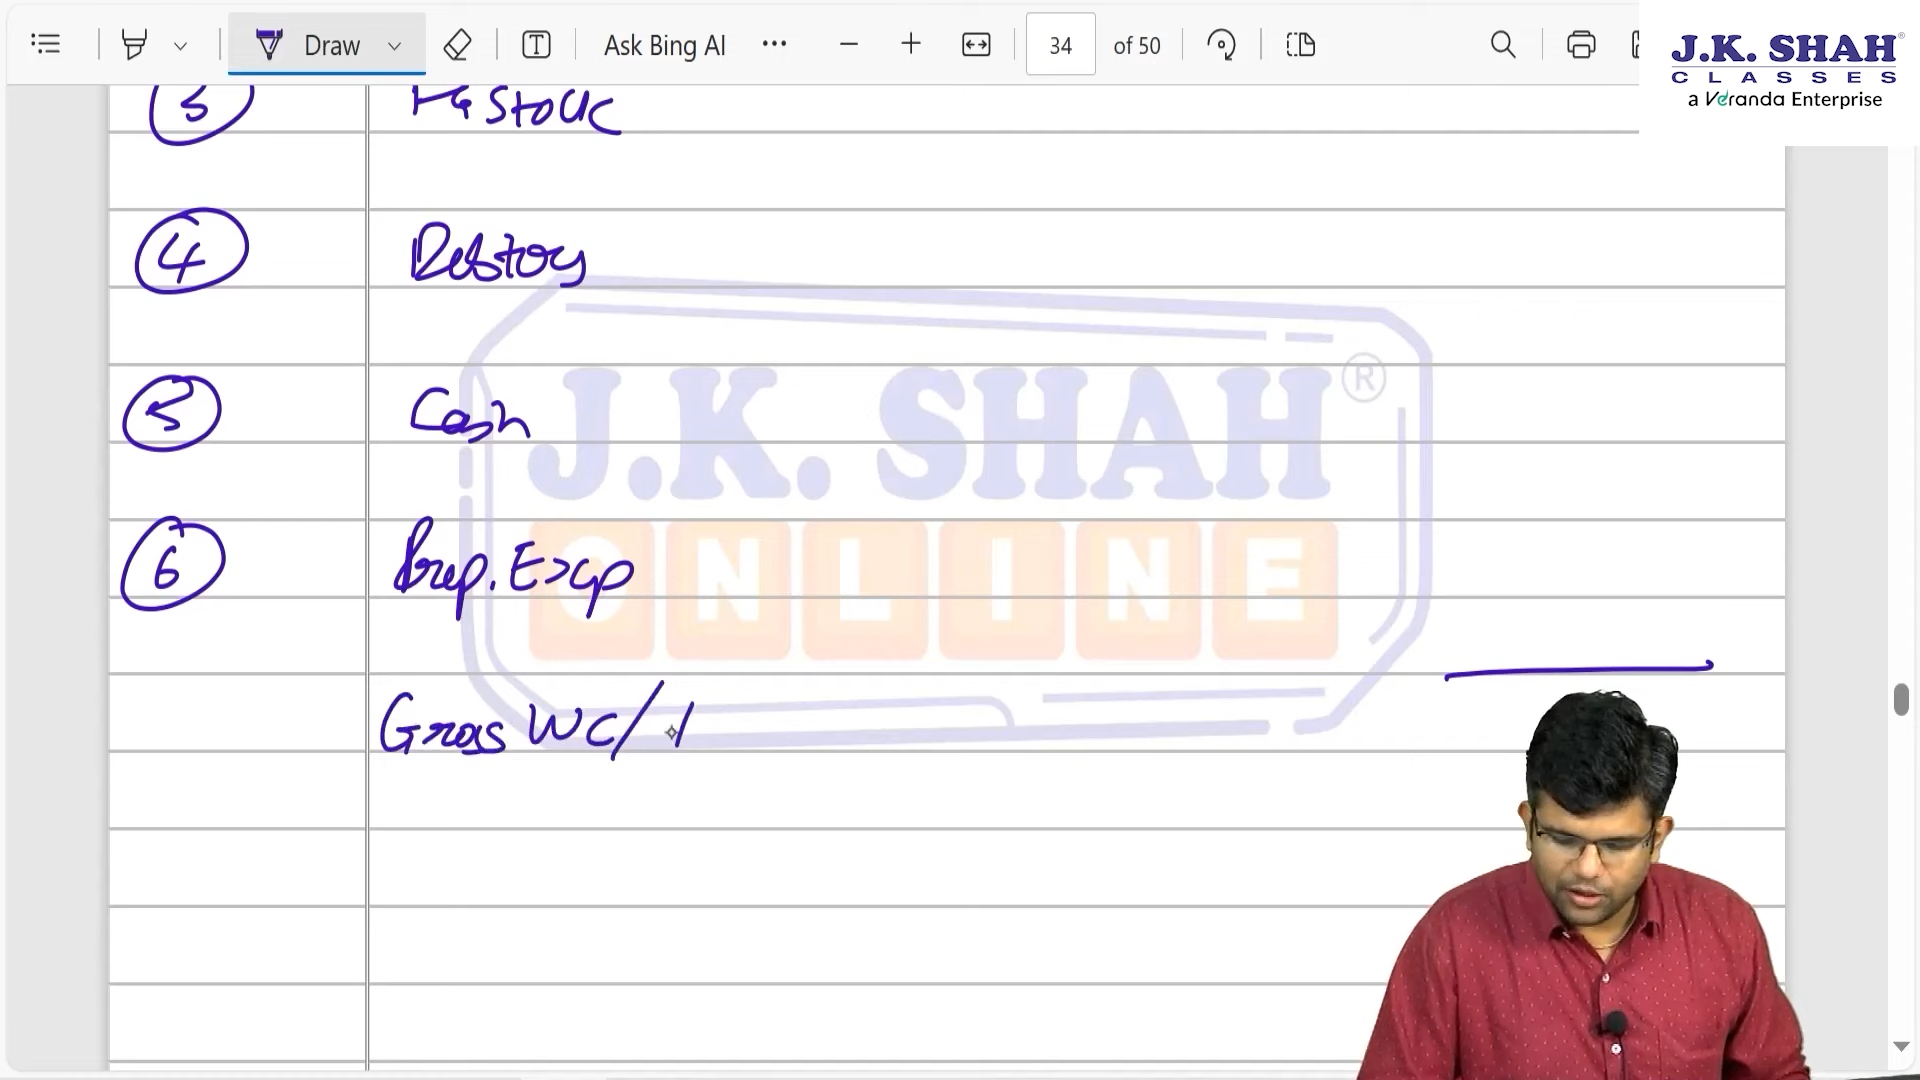 Draw
Ask Bing AI
34 of 50
J.K. SHAH®
CLASSES
a Veranda Enterprise
3 FG Stock
4 Debtors
5 Cash
6 Prep. Exp
Gross WC/
J.K. SHAH®
ONLINE